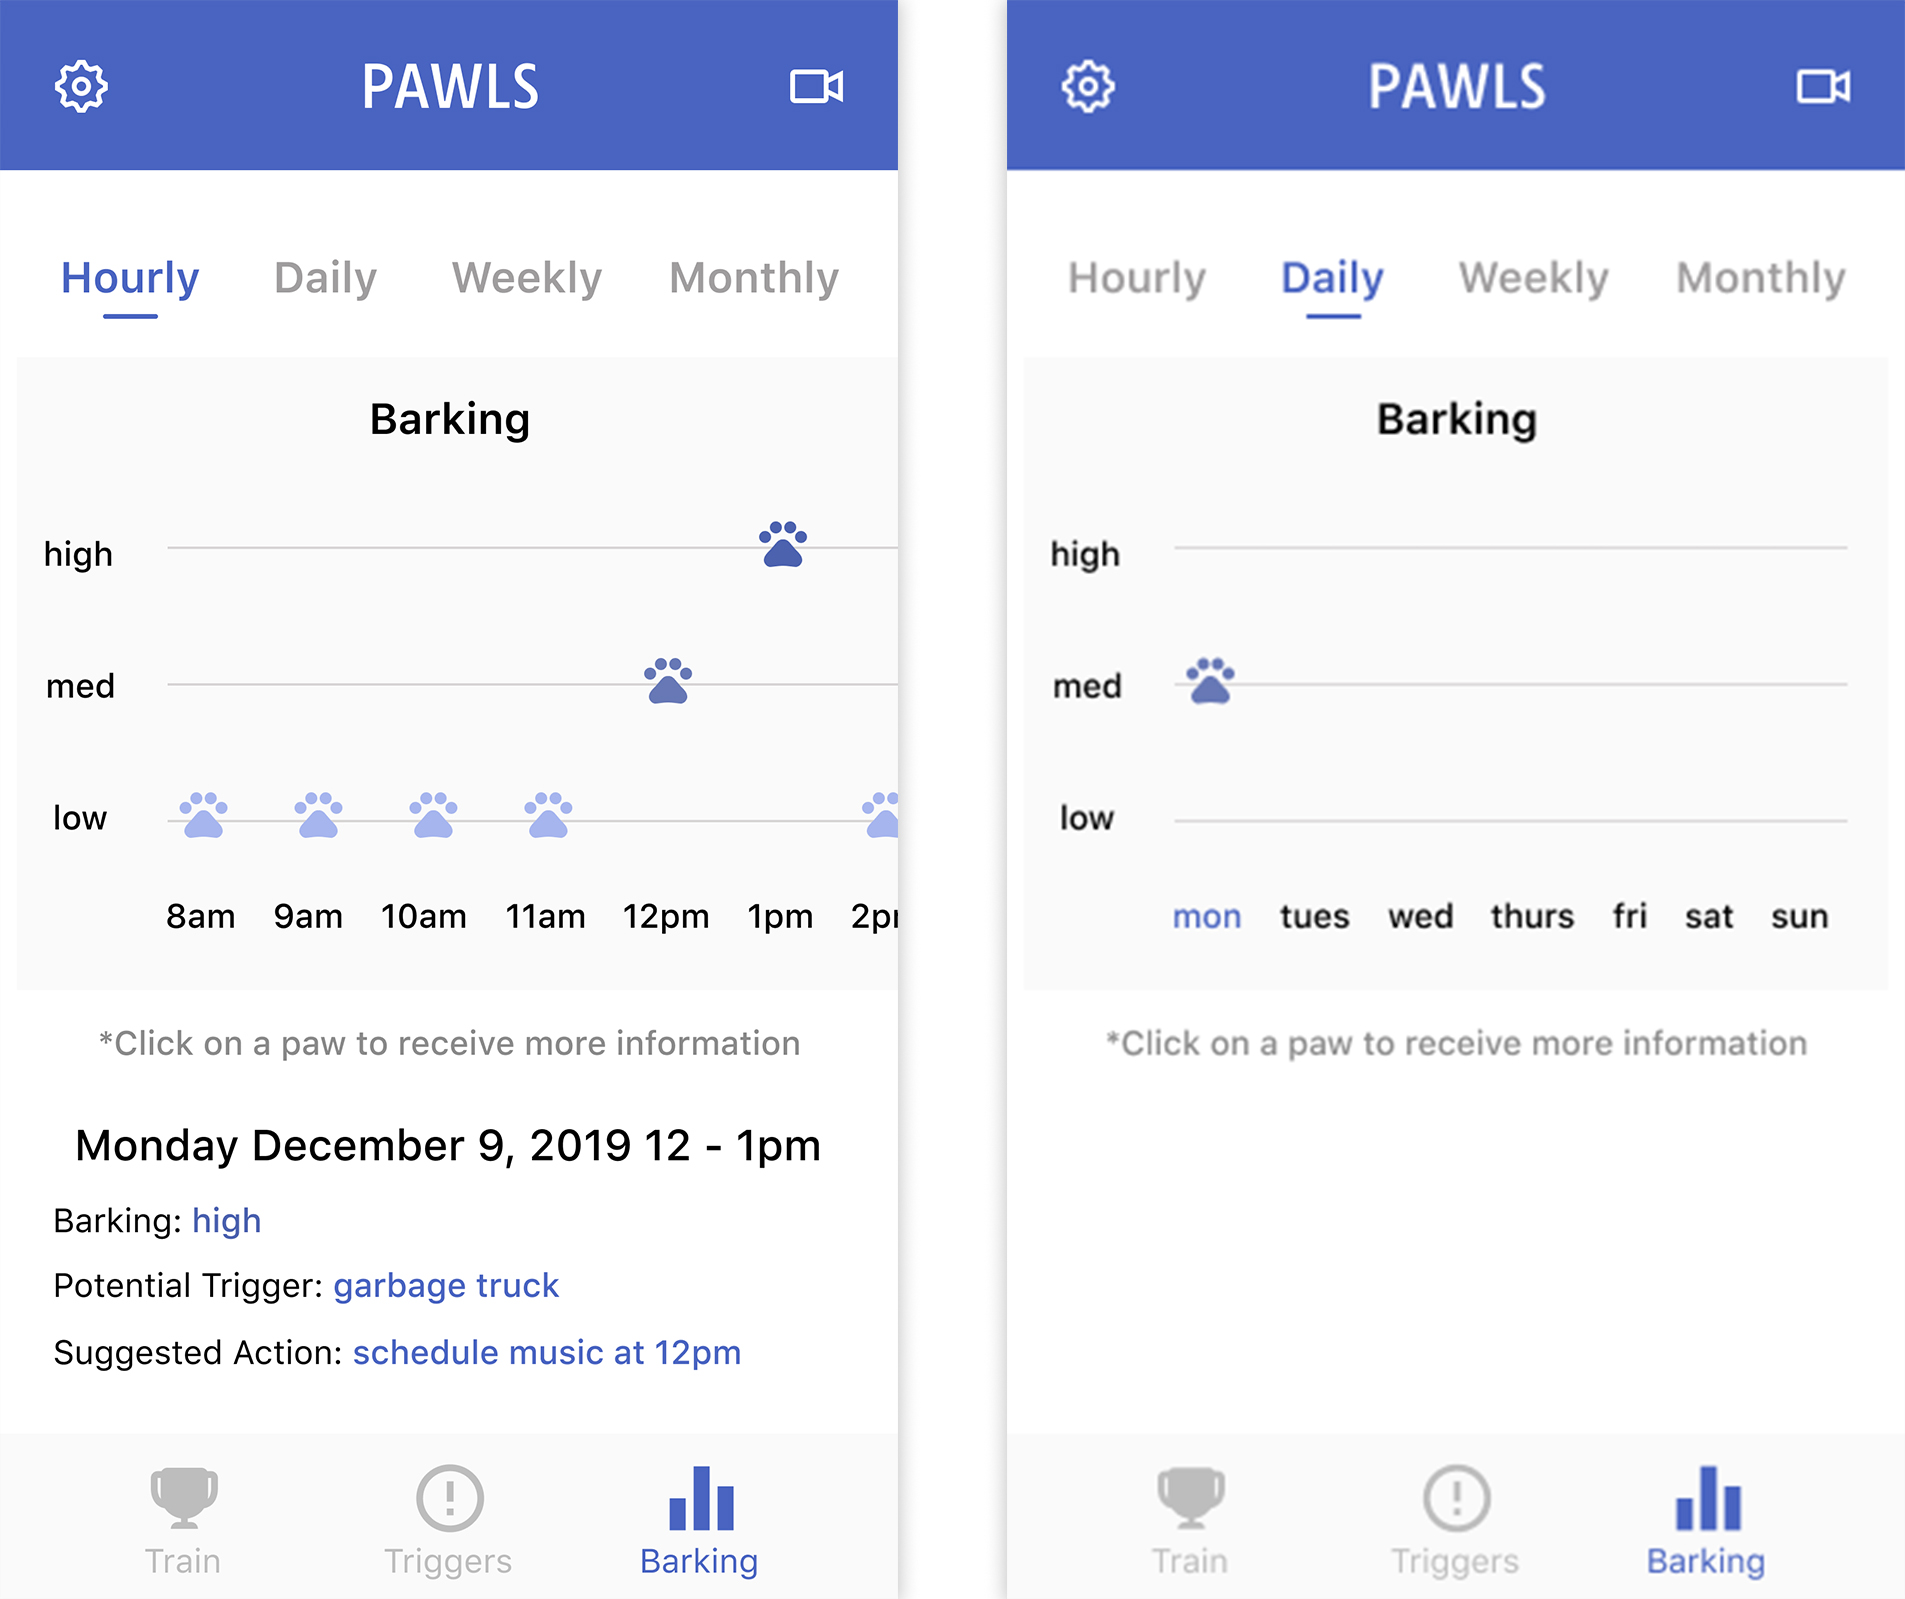 PAWLS
Hourly Daily Weekly Monthly
Barking
high
med
low
8am 9am 10am 11am 12pm 1pm
*Click on a paw to receive more information
Monday December 9, 2019 12 - 1pm
Barking: high
Potential Trigger: garbage truck
Suggested Action: schedule music at 12pm
Train Triggers Barking
PAWLS
Hourly Daily Weekly Monthly
Barking
high
med
low
mon tues wed thurs fri sat sun
*Click on a paw to receive more information
Train Triggers Barking